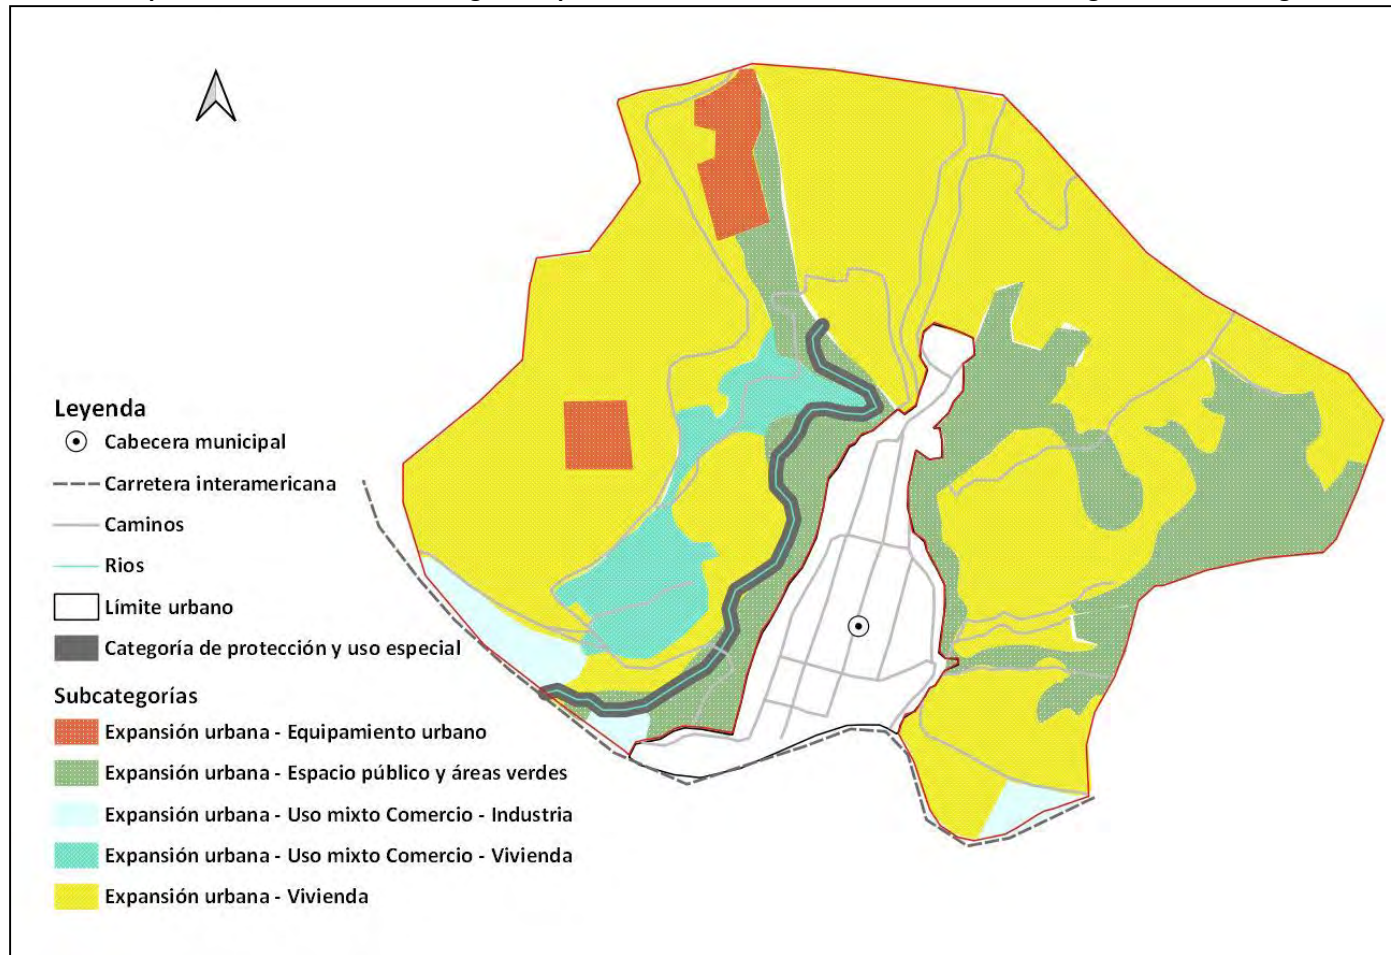 Leyenda
Cabecera municipal
Carretera interamericana
Caminos
Rios
Límite urbano
Categoría de protección y uso especial
Subcategorías
Expansión urbana - Equipamiento urbano
Expansión urbana - Espacio público y áreas verdes
Expansión urbana - Uso mixto Comercio - Industria
Expansión urbana - Uso mixto Comercio - Vivienda
Expansión urbana - Vivienda